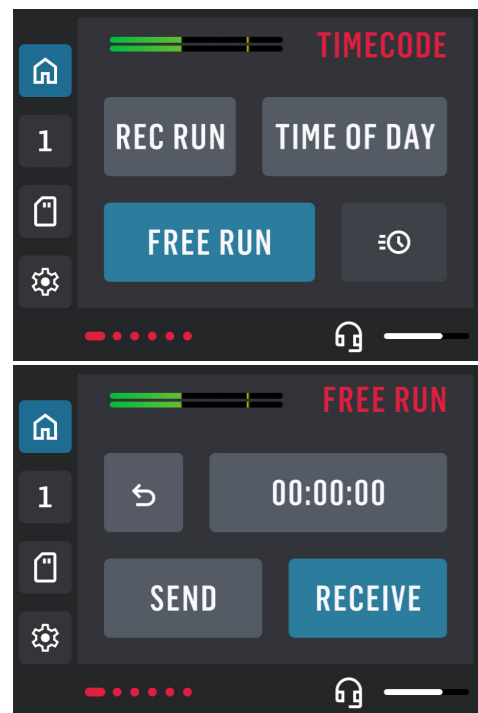 TIMECODE
REC RUN TIME OF DAY
1
FREE RUN
FREE RUN
1
00:00:00
SEND RECEIVE